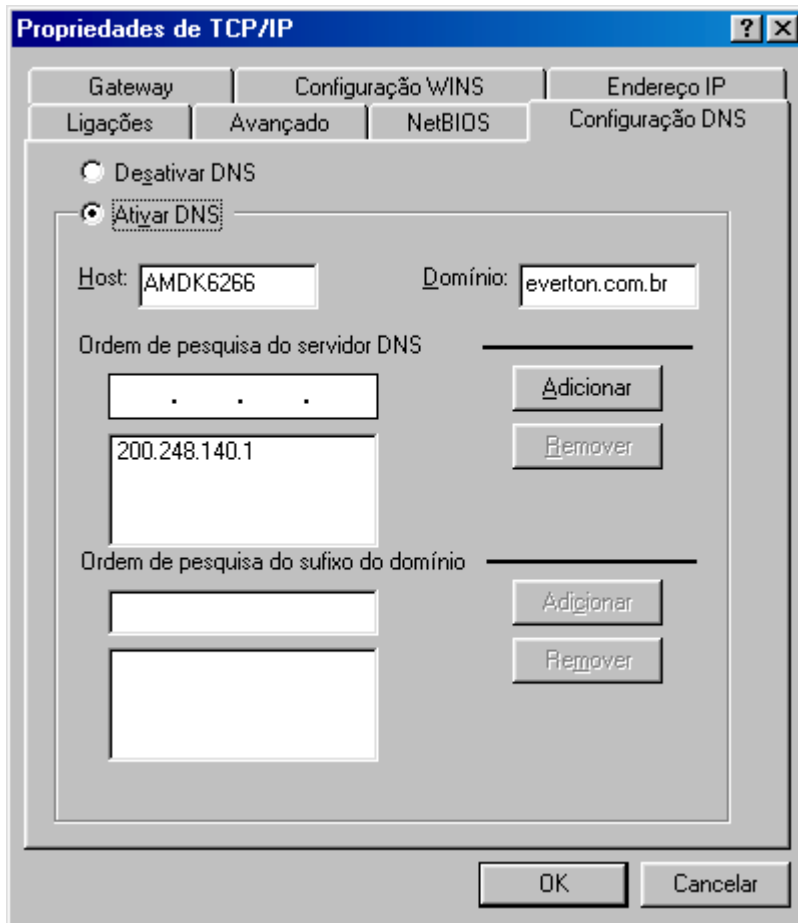 Propriedades de TCP/IP
Gateway Configuração WINS Endereço IP
Ligações Avançado NetBIOS Configuração DNS
Desativar DNS
Ativar DNS
Host: AMDK6266 Domínio: everton.com.br
Ordem de pesquisa do servidor DNS
. . . Adicionar
200.248.140.1 Remover
Ordem de pesquisa do sufixo do domínio
Adicionar
Remover
OK Cancelar